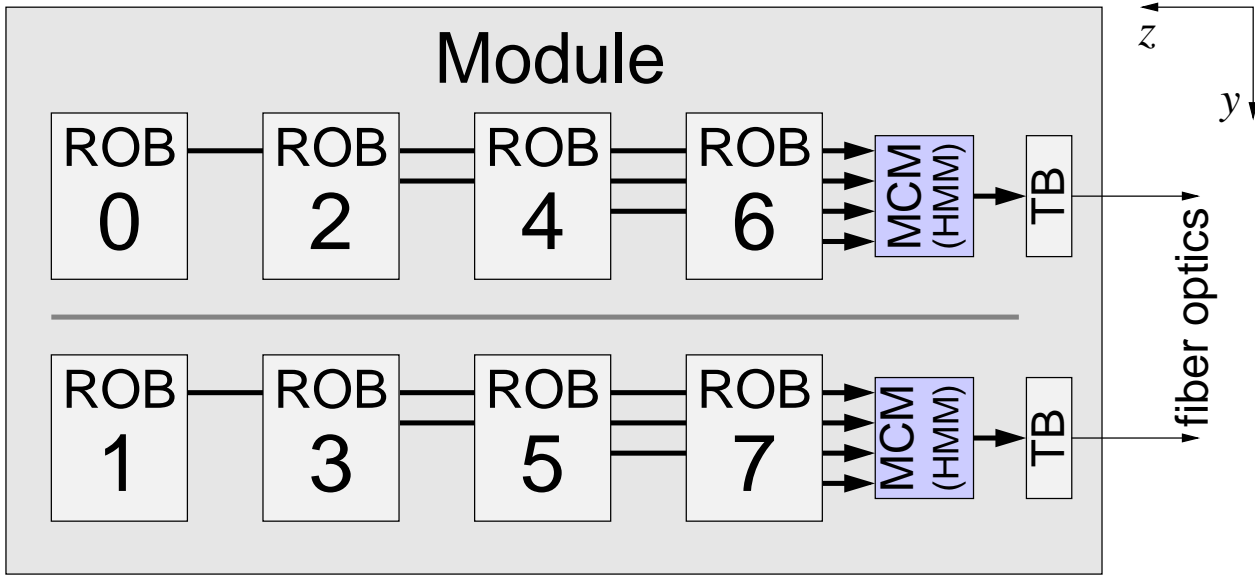 Module
z
y
ROB
0
ROB
2
ROB
4
ROB
6
MCM
(HMM)
TB
fiber optics
ROB
1
ROB
3
ROB
5
ROB
7
MCM
(HMM)
TB